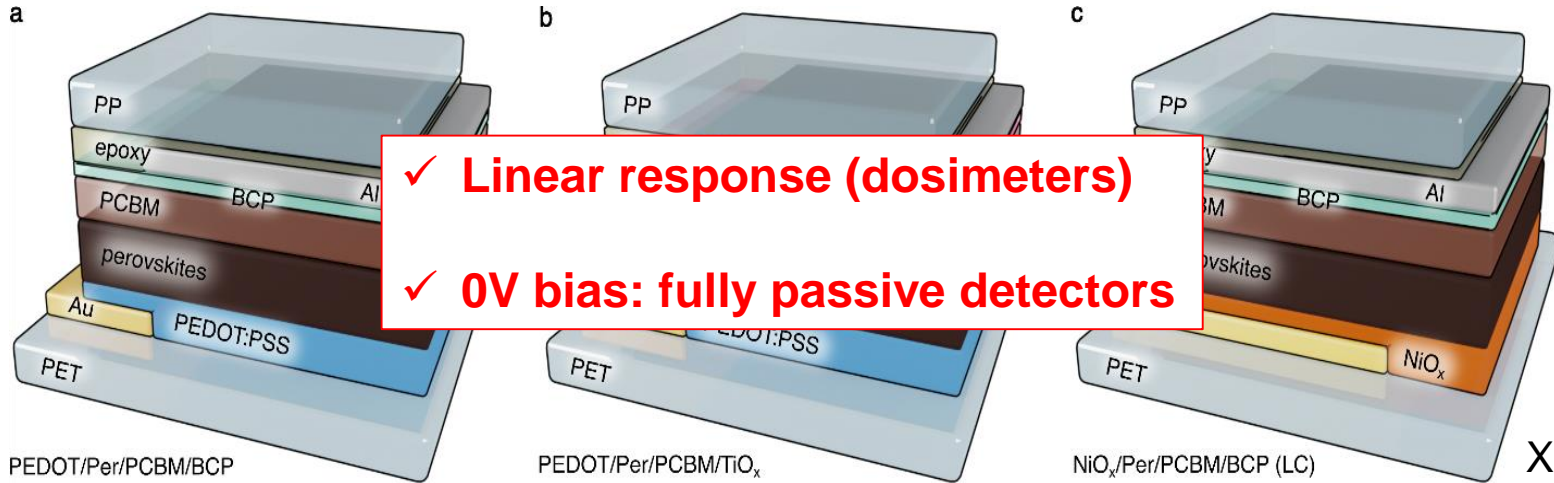 a
b
c
PP
PP
PP
epoxy
BCP
Al
PCBM
perovskites
Au
PEDOT:PSS
PET
✓ Linear response (dosimeters)
✓ 0V bias: fully passive detectors
PEDOT:PSS
PET
BCP
Al
NiOₓ
PET
PEDOT/Per/PCBM/BCP
PEDOT/Per/PCBM/TiOₓ
NiOₓ/Per/PCBM/BCP (LC)
X